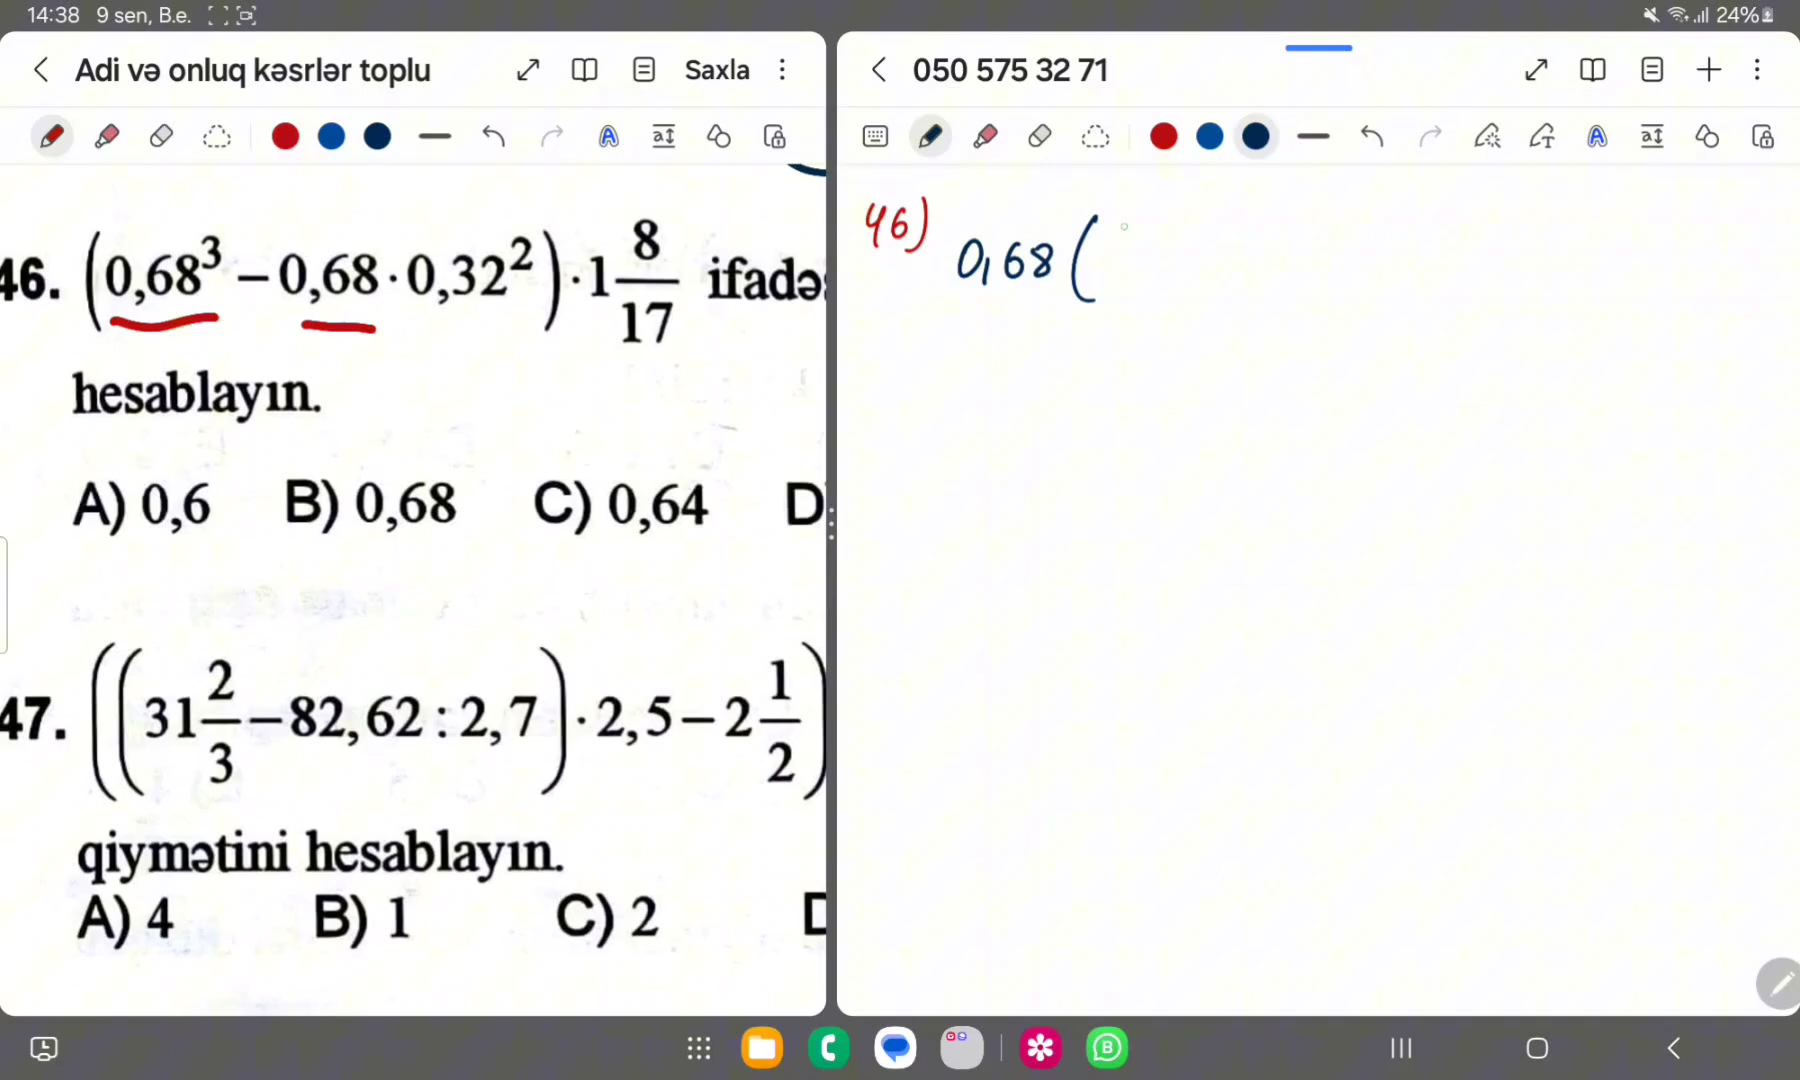 14:38 9 sen, B.e. 24%
Adi və onluq kəsrlər toplu Saxla
46. (0,68³ – 0,68 · 0,32²) · 1 8/17 ifadə
hesablayın.
A) 0,6 B) 0,68 C) 0,64 D
47. ((31 2/3 – 82,62 : 2,7) · 2,5 – 2 1/2)
qiymətini hesablayın.
A) 4 B) 1 C) 2
050 575 32 71
46) 0,68 (